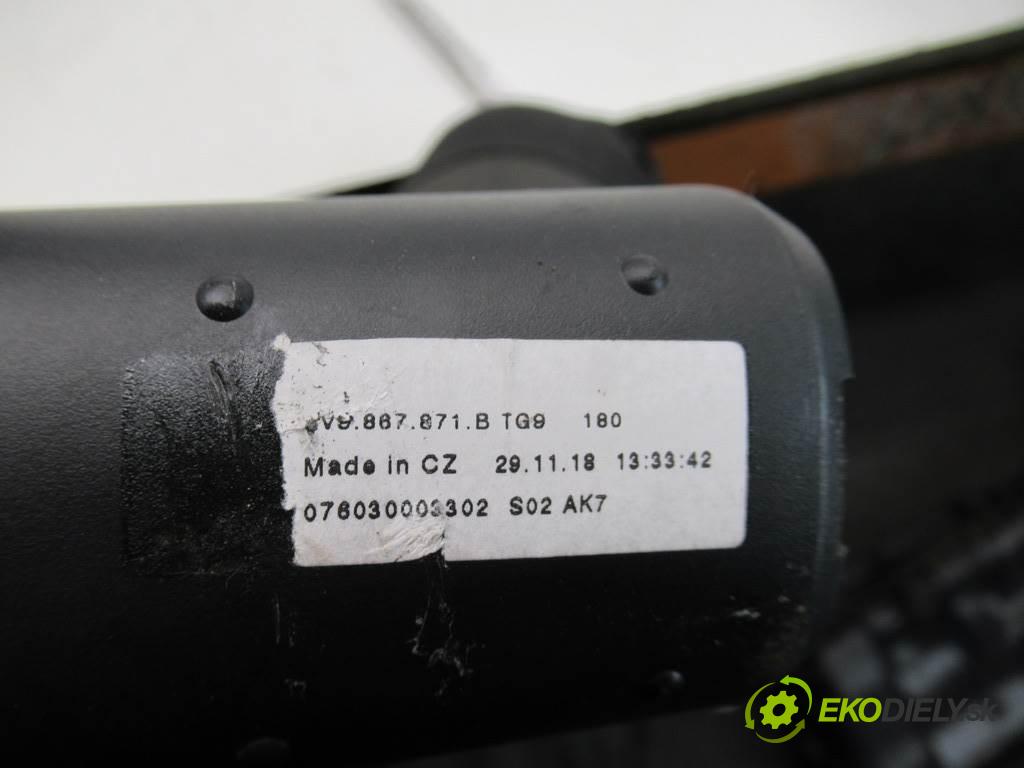 V9.867.871.B TG9 180
Made in CZ 29.11.18 13:33:42
076030003302 S02 AK7
EKODIELY.sk